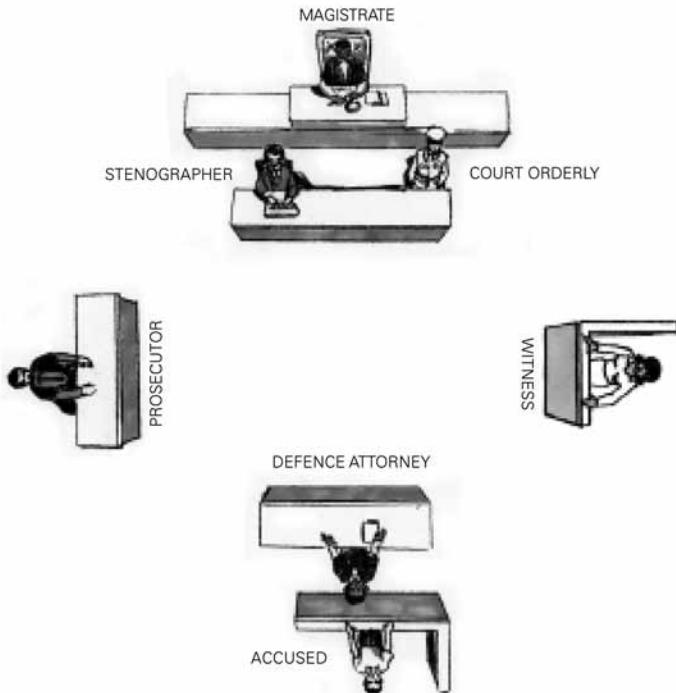 MAGISTRATE
STENOGRAPHER
COURT ORDERLY
PROSECUTOR
WITNESS
DEFENCE ATTORNEY
ACCUSED